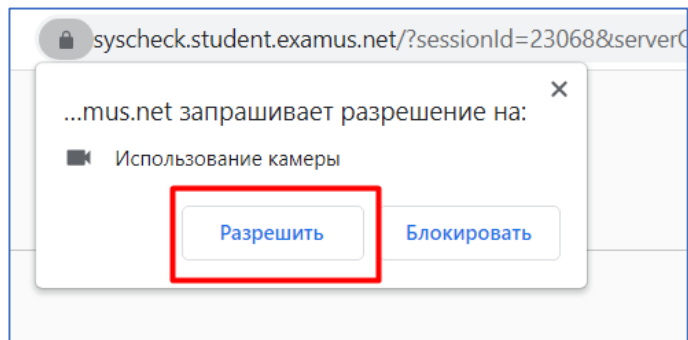 syscheck.student.examus.net/?sessionId=23068&server
...mus.net запрашивает разрешение на:
Использование камеры
Разрешить Блокировать